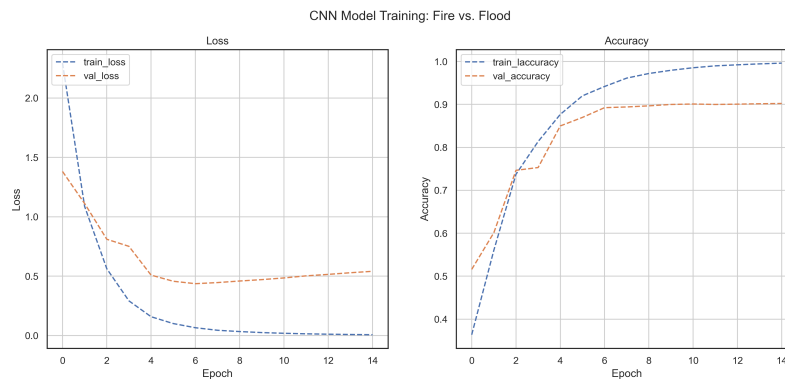 CNN Model Training: Fire vs. Flood
Loss
train_loss
val_loss
2.0
1.5
1.0
0.5
0.0
Loss
0 2 4 6 8 10 12 14
Epoch
Accuracy
train_laccuracy
val_accuracy
1.0
0.9
0.8
0.7
0.6
0.5
0.4
Accuracy
0 2 4 6 8 10 12 14
Epoch